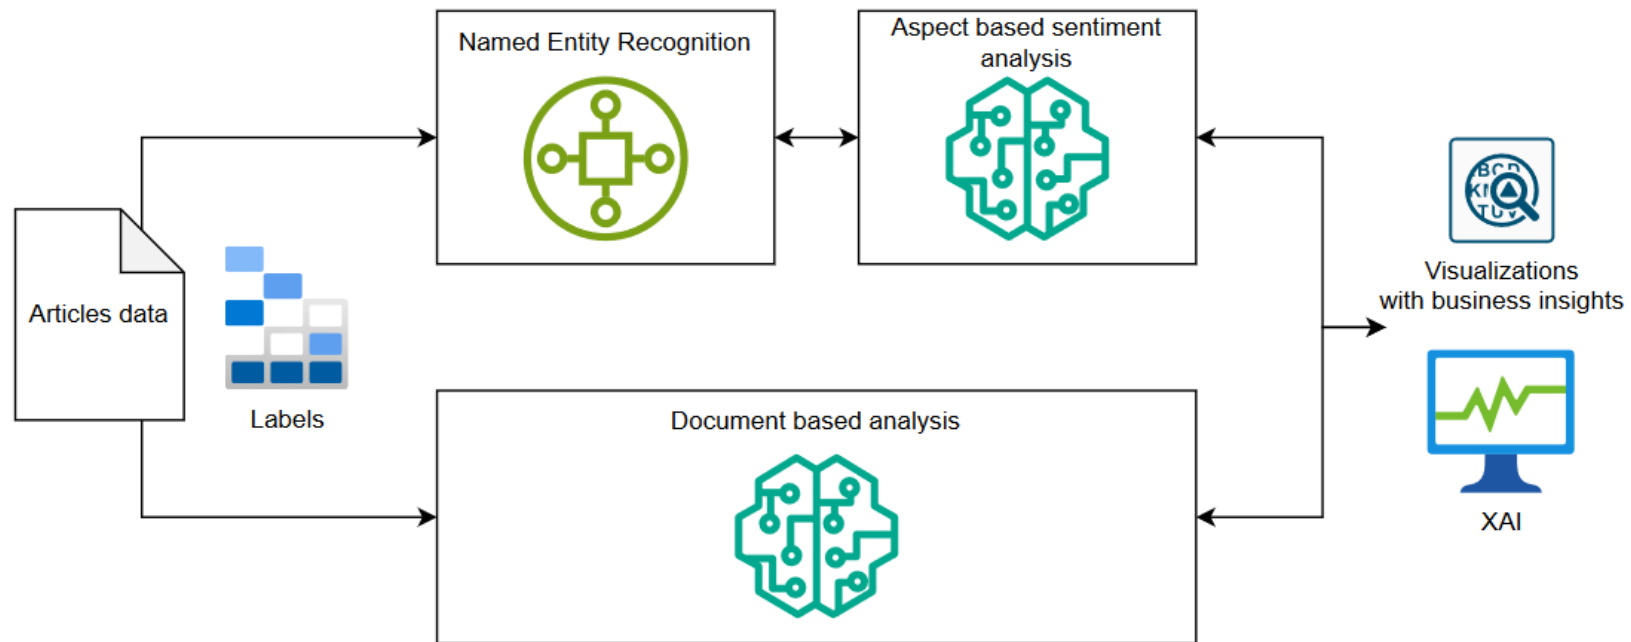 Named Entity Recognition
Aspect based sentiment
analysis
Articles data
Labels
Document based analysis
Visualizations
with business insights
XAI